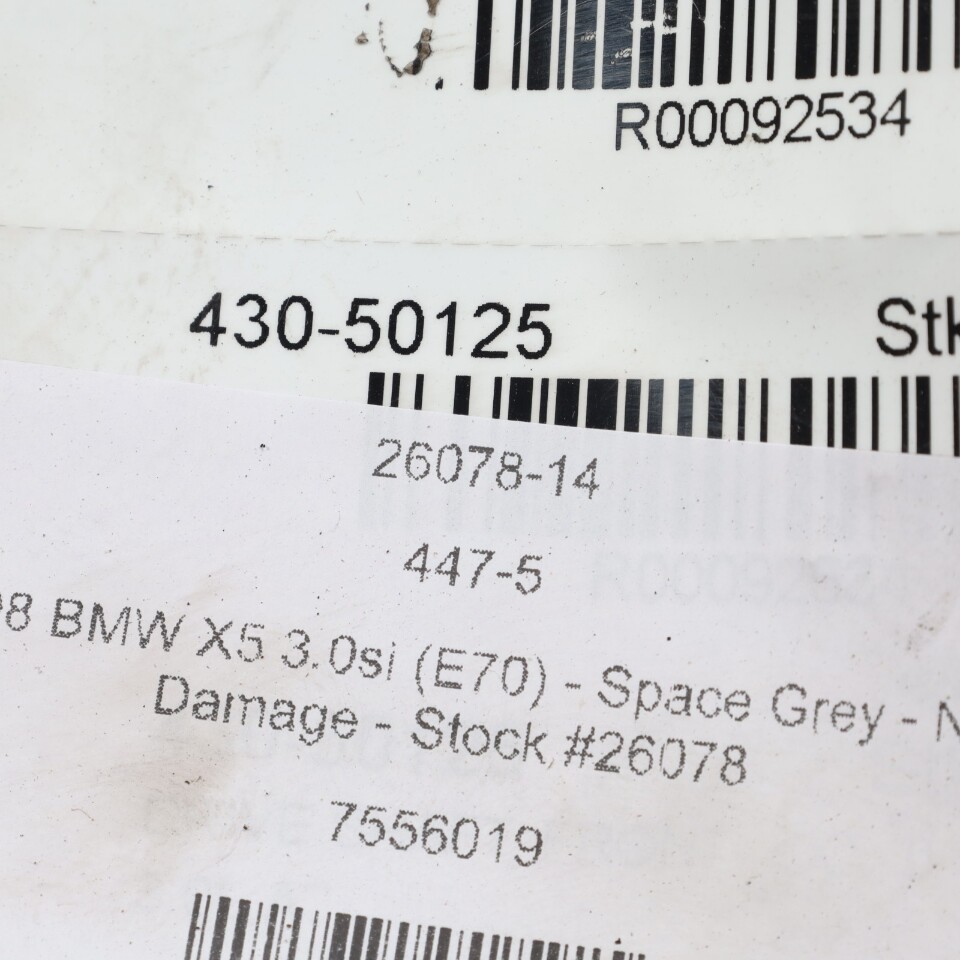 R00092534
430-50125 Stk
26078-14
447-5
08 BMW X5 3.0si (E70) - Space Grey - N
Damage - Stock #26078
7556019